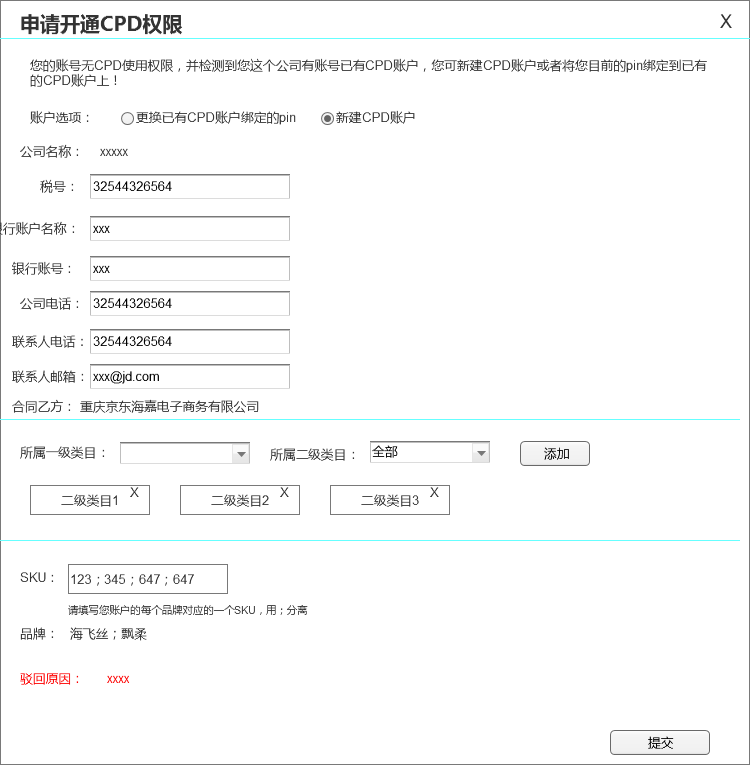 申请开通CPD权限
X
您的账号无CPD使用权限，并检测到您这个公司有账号已有CPD账户，您可新建CPD账户或者将您目前的pin绑定到已有
的CPD账户上！
账户选项： 更换已有CPD账户绑定的pin 新建CPD账户
公司名称： xxxxx
税号： 32544326564
行账户名称： xxx
银行账号： xxx
公司电话： 32544326564
联系人电话： 32544326564
联系人邮箱： xxx@jd.com
合同乙方： 重庆京东海嘉电子商务有限公司
所属一级类目： 所属二级类目： 全部 添加
二级类目1 X 二级类目2 X 二级类目3 X
SKU： 123；345；647；647
请填写您账户的每个品牌对应的一个SKU，用；分离
品牌： 海飞丝；飘柔
驳回原因： xxxx
提交